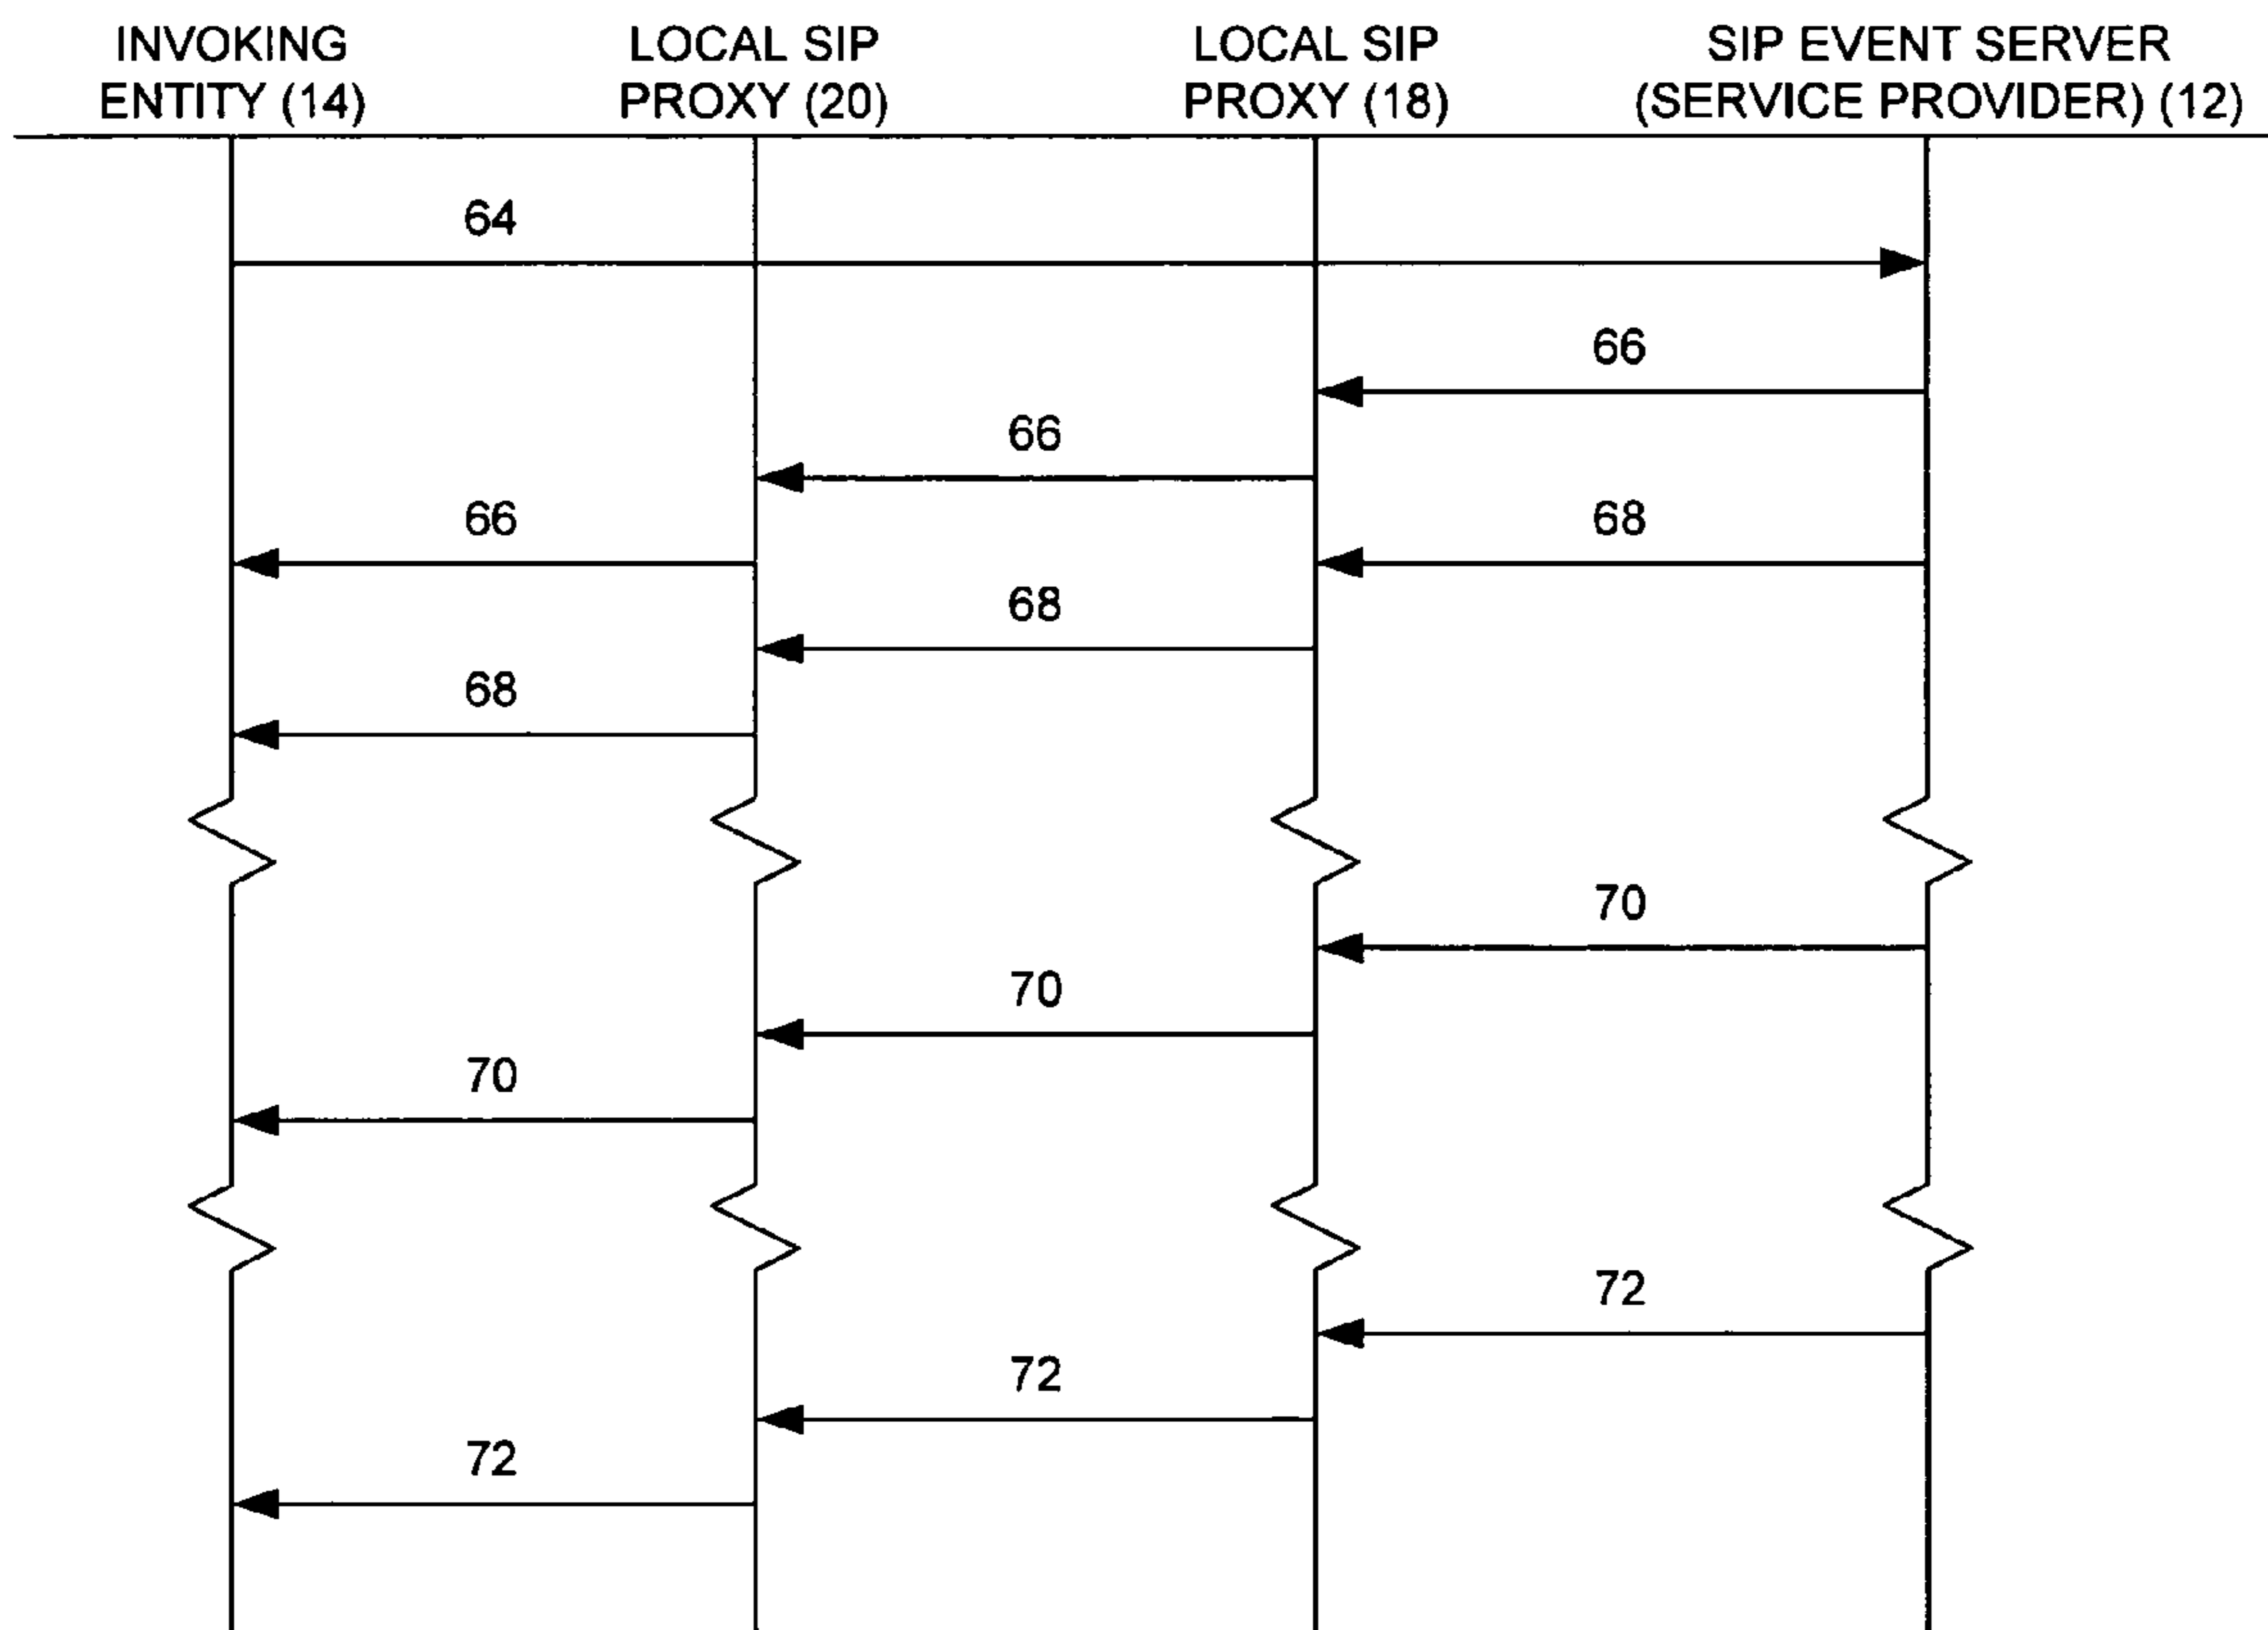 INVOKING
ENTITY (14)
LOCAL SIP
PROXY (20)
LOCAL SIP
PROXY (18)
SIP EVENT SERVER
(SERVICE PROVIDER) (12)
64
66
66
66
68
68
68
70
70
70
72
72
72